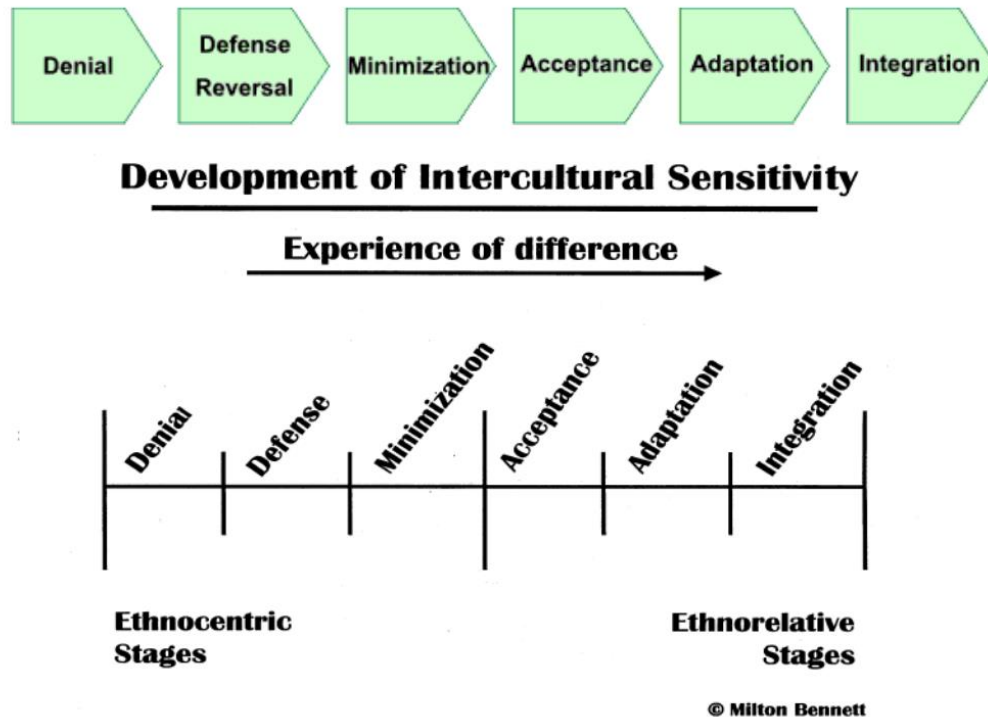 Denial
Defense
Reversal
Minimization
Acceptance
Adaptation
Integration
Development of Intercultural Sensitivity
Experience of difference
Denial
Defense
Minimization
Acceptance
Adaptation
Integration
Ethnocentric
Stages
Ethnorelative
Stages
© Milton Bennett